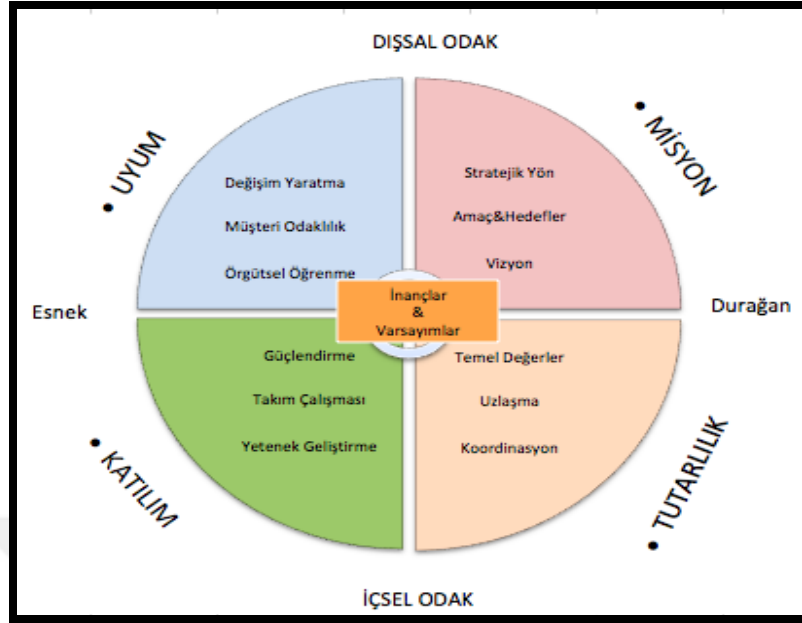 DIŞSAL ODAK
• UYUM
• MİSYON
Değişim Yaratma
Müşteri Odaklılık
Örgütsel Öğrenme
Stratejik Yön
Amaç&Hedefler
Vizyon
Esnek
İnançlar
&
Varsayımlar
Durağan
Güçlendirme
Takım Çalışması
Yetenek Geliştirme
Temel Değerler
Uzlaşma
Koordinasyon
• KATILIM
• TUTARLILIK
İÇSEL ODAK